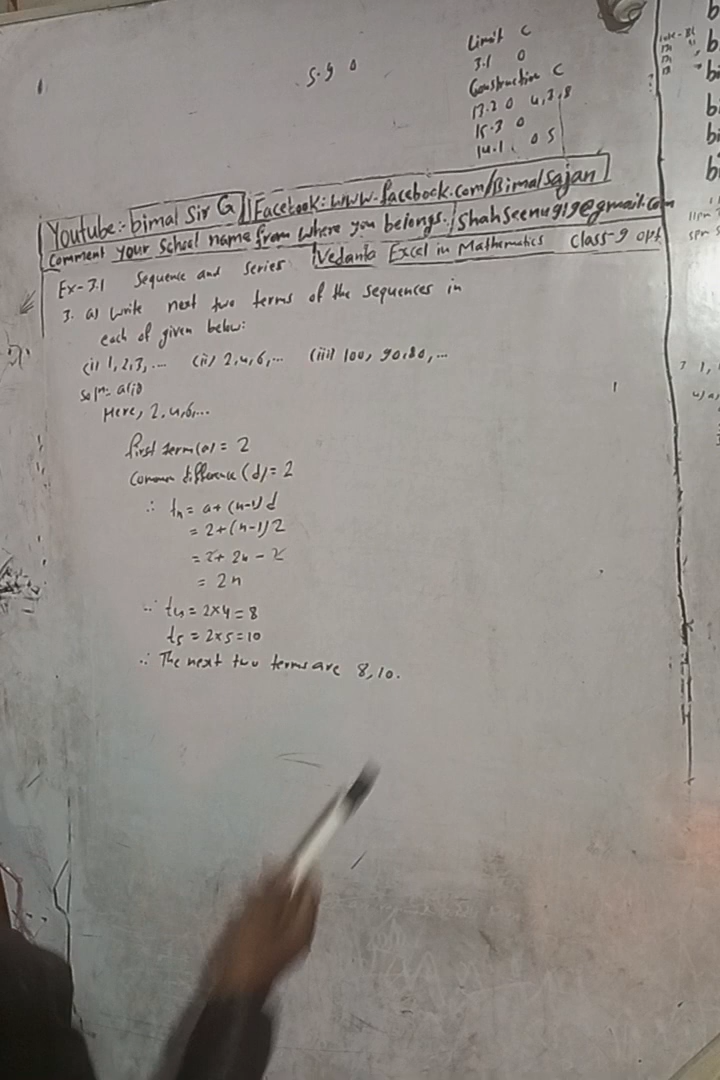 Limit C
3.1 0
5.9 0
Construction C
17.2 0 4,3,8
15.3 0
14.1 0 5
Youtube:- bimal Sir G Facebook: www.facebook.com/Bimalsajan
Comment your School name from where you belongs. / shahseenu919@gmail.com
Vedanta Excel in Mathematics class-9 opt
Ex-3.1 Sequence and Series
3. a) Write next two terms of the sequences in
each of given below:
(i) 1,2,3,... (ii) 2,4,6,... (iii) 100, 90,80,...
Sol^n:
Here, 2,4,6,...
first term(a) = 2
Common difference (d) = 2
∴ tn = a+(n-1)d
= 2+(n-1)2
= 2+2n-2
= 2n
∴ t4 = 2×4=8
t5 = 2×5=10
∴ The next two terms are 8,10.